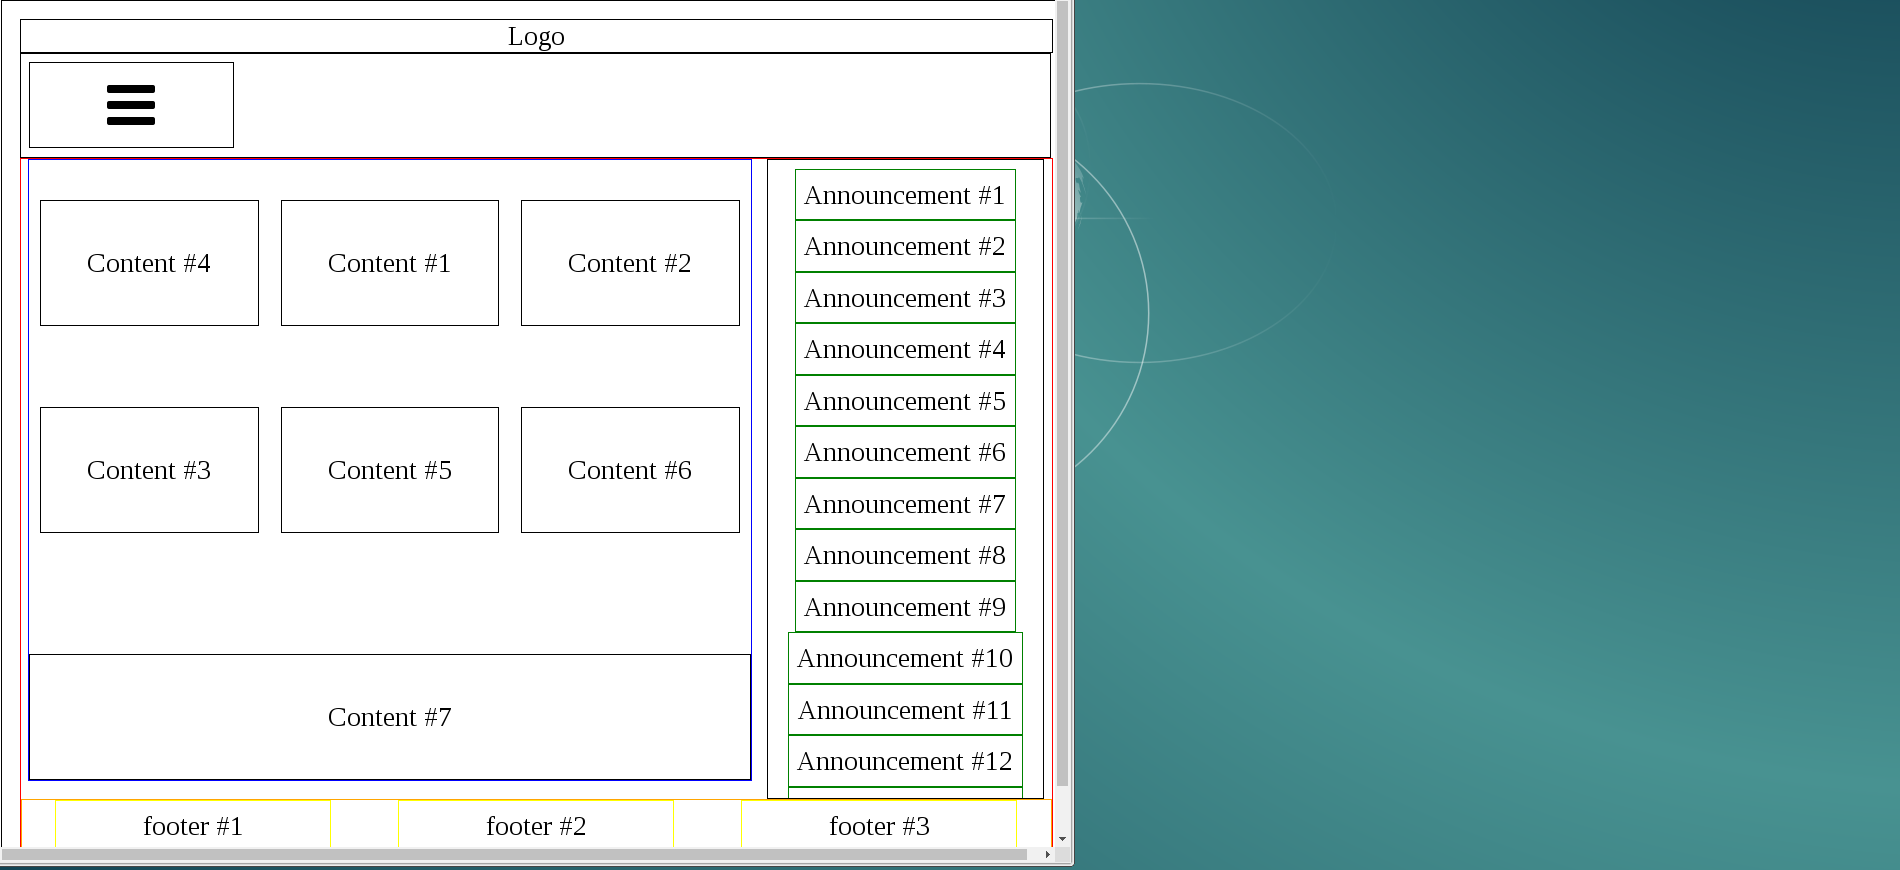 Logo
Content #4
Content #1
Content #2
Content #3
Content #5
Content #6
Content #7
Announcement #1
Announcement #2
Announcement #3
Announcement #4
Announcement #5
Announcement #6
Announcement #7
Announcement #8
Announcement #9
Announcement #10
Announcement #11
Announcement #12
footer #1
footer #2
footer #3